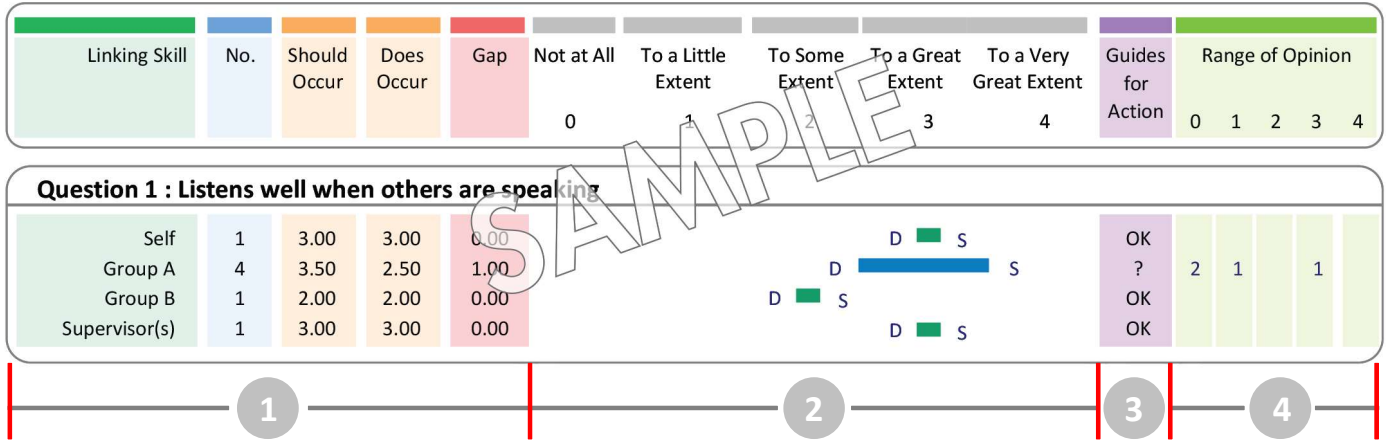 Linking Skill No. Should Occur Does Occur Gap Not at All 0 To a Little Extent 1 To Some Extent 2 To a Great Extent 3 To a Very Great Extent 4 Guides for Action Range of Opinion 0 1 2 3 4
Question 1 : Listens well when others are speaking
Self 1 3.00 3.00 0.00 D S OK
Group A 4 3.50 2.50 1.00 D S ? 2 1 1
Group B 1 2.00 2.00 0.00 D S OK
Supervisor(s) 1 3.00 3.00 0.00 D S OK
SAMPLE
1 2 3 4